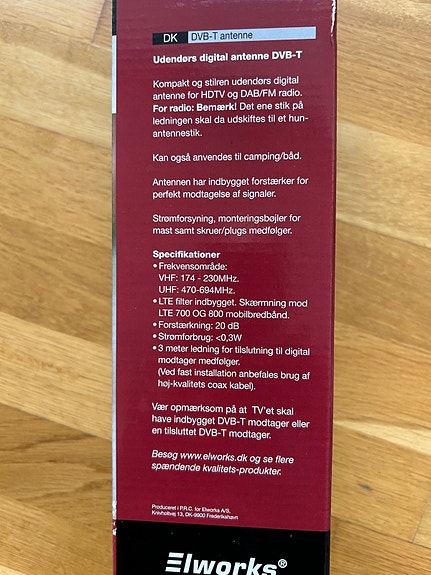 DK DVB-T antenne
Udendørs digital antenne DVB-T
Kompakt og stilren udendørs digital
antenne for HDTV og DAB/FM radio.
For radio: Bemærk! Det ene stik på
ledningen skal da udskiftes til et hun-
antennestik.
Kan også anvendes til camping/båd.
Antennen har indbygget forstærker for
perfekt modtagelse af signaler.
Strømforsyning, monteringsbøjler for
mast samt skruer/plugs medfølger.
Specifikationer
• Frekvensområde:
VHF: 174 - 230MHz.
UHF: 470-694MHz.
• LTE filter indbygget. Skærmning mod
LTE 700 OG 800 mobilbredbånd.
• Forstærkning: 20 dB
• Strømforbrug: <0,3W
• 3 meter ledning for tilslutning til digital
modtager medfølger.
(Ved fast installation anbefales brug af
høj-kvalitets coax kabel).
Vær opmærksom på at TV'et skal
have indbygget DVB-T modtager eller
en tilsluttet DVB-T modtager.
Besøg www.elworks.dk og se flere
spændende kvalitets-produkter.
Produceret i P.R.C. for Elworks A/S,
Knivholtvej 13, DK-9900 Frederikshavn
Elworks®